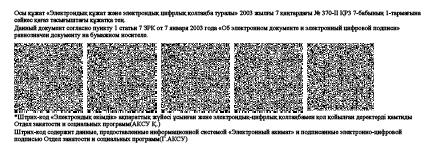 Осы құжат «Электрондық құжат және электрондық цифрлық қолтаңба туралы» 2003 жылғы 7 қаңтардағы № 370-II ҚРЗ 7-бабының 1-тармағына
сәйкес қағаз тасығыштағы құжатқа тең.
Данный документ согласно пункту 1 статьи 7 ЗРК от 7 января 2003 года «Об электронном документе и электронной цифровой подписи»
равнозначен документу на бумажном носителе.
*Штрих-код «Электрондық әкімдік» ақпараттық жүйесі ұсынған және электрондық-цифрлық қолтаңбамен қол қойылған деректерді қамтиды
Отдел занятости и социальных программ(АКСУ Қ.)
Штрих-код содержит данные, предоставленные информационной системой «Электронный акимат» и подписанные электронно-цифровой
подписью Отдел занятости и социальных программ(Г.АКСУ)